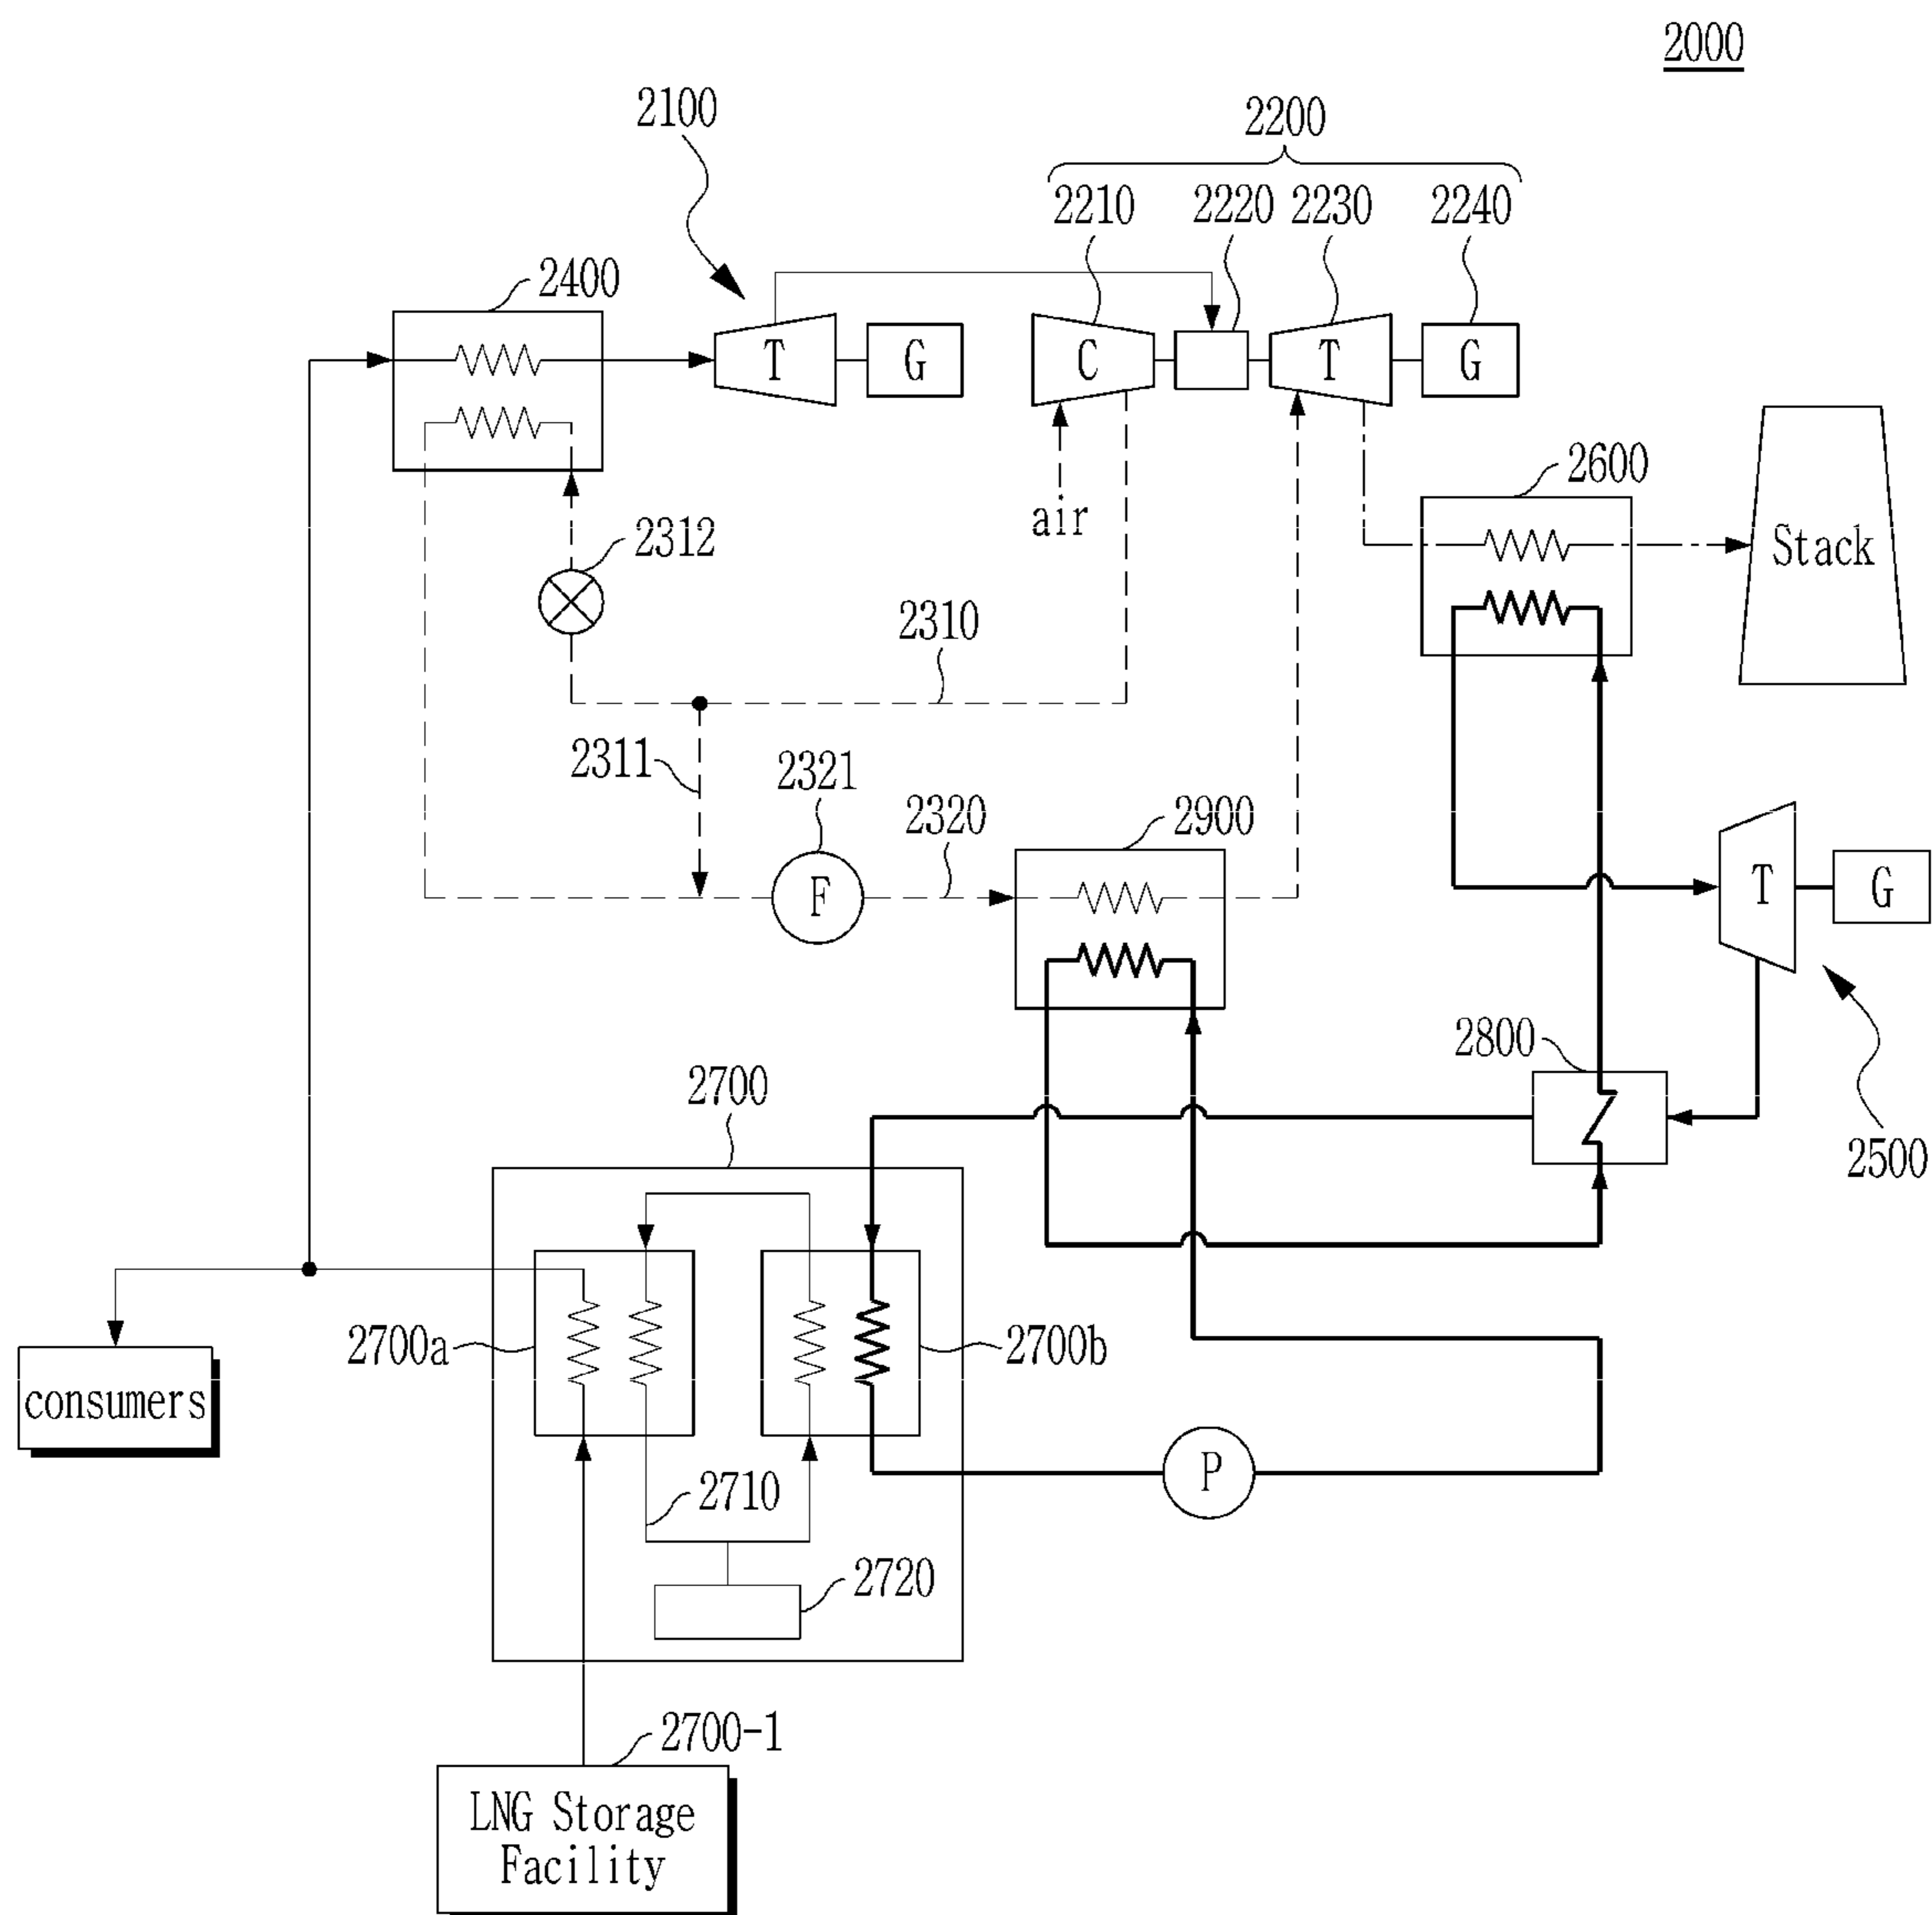 2000
2100
2200
2210
2220
2230
2240
2400
T
G
C
T
G
2600
air
Stack
2312
2310
2311
2321
2320
2900
F
T
G
2800
2700
2500
2700a
2700b
consumers
P
2710
2720
2700-1
LNG Storage
Facility